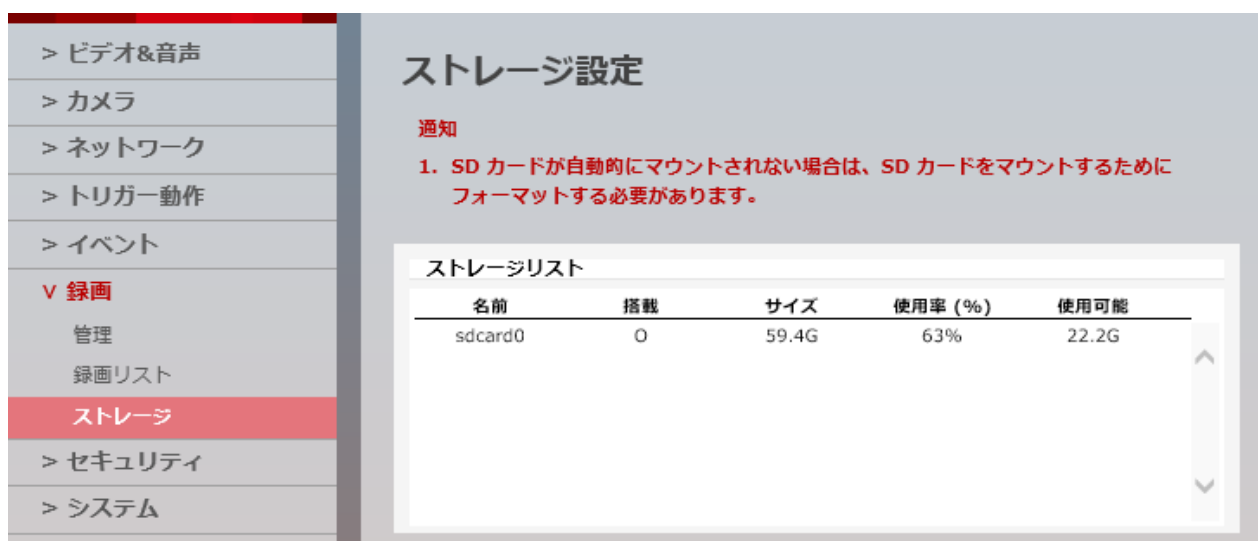 > ビデオ&音声
> カメラ
> ネットワーク
> トリガー動作
> イベント
∨ 録画
管理
録画リスト
ストレージ
> セキュリティ
> システム
ストレージ設定
通知
1. SD カードが自動的にマウントされない場合は、SD カードをマウントするために
フォーマットする必要があります。
ストレージリスト
名前 搭載 サイズ 使用率 (%) 使用可能
sdcard0 O 59.4G 63% 22.2G